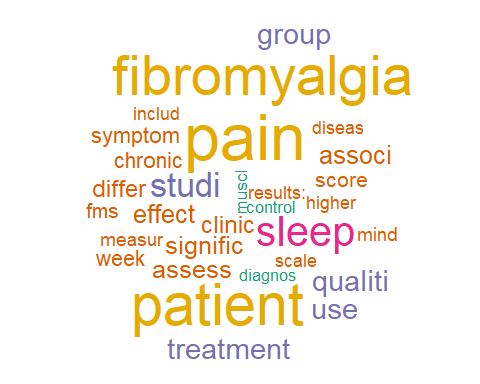 group
fibromyalgia
includ
symptom
pain
diseas
chronic
associ
differ
studi
muscl
results:
score
fms
effect
control
higher
clinic
sleep
mind
measur
signific
week
assess
scale
diagnos
qualiti
patient
use
treatment